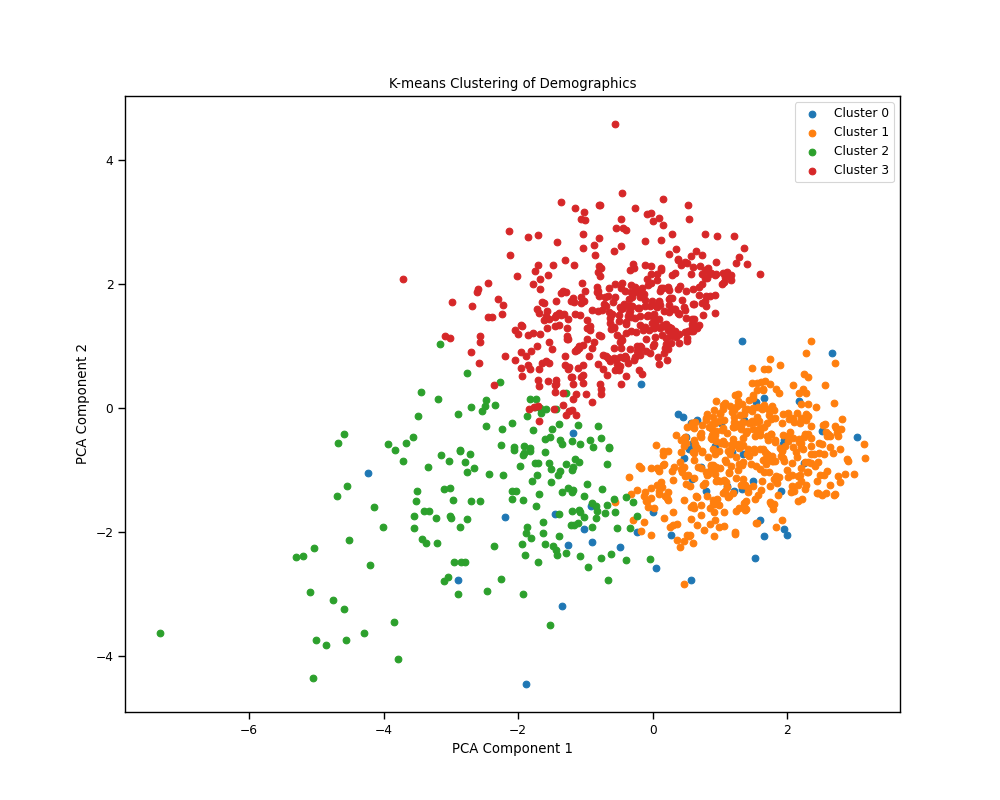 K-means Clustering of Demographics
Cluster 0
Cluster 1
Cluster 2
Cluster 3
4
2
0
−2
−4
PCA Component 2
−6
−4
−2
0
2
PCA Component 1